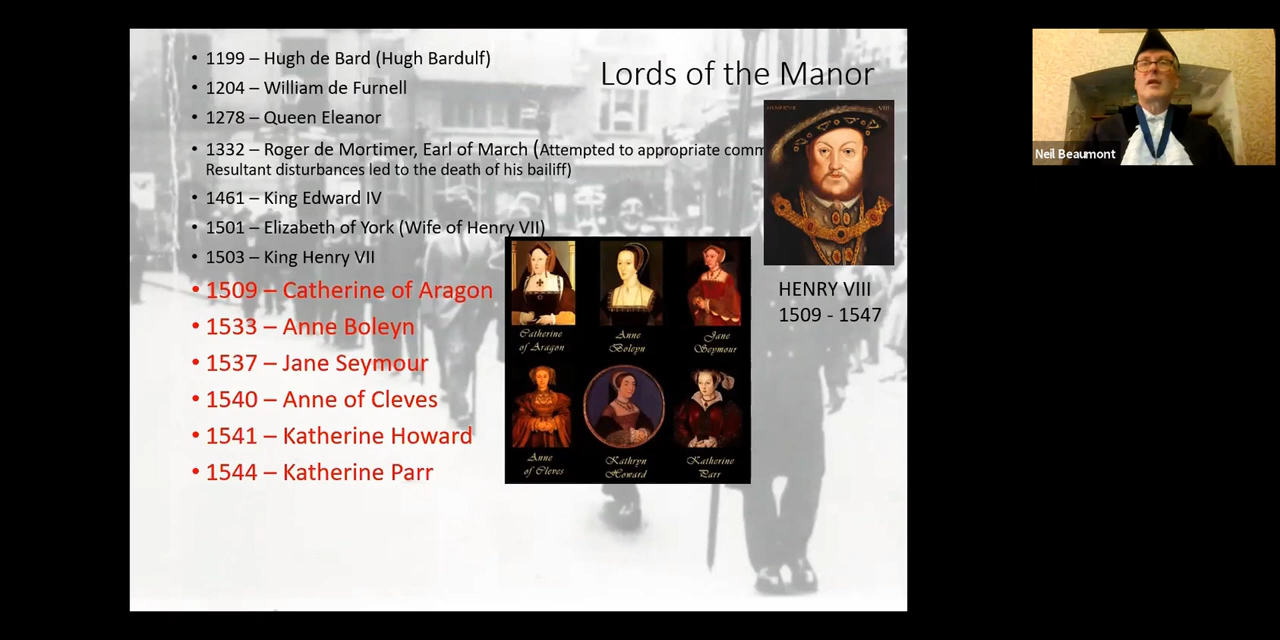 Lords of the Manor
• 1199 – Hugh de Bard (Hugh Bardulf)
• 1204 – William de Furnell
• 1278 – Queen Eleanor
• 1332 – Roger de Mortimer, Earl of March (Attempted to appropriate comm
Resultant disturbances led to the death of his bailiff)
• 1461 – King Edward IV
• 1501 – Elizabeth of York (Wife of Henry VII)
• 1503 – King Henry VII
• 1509 – Catherine of Aragon
• 1533 – Anne Boleyn
• 1537 – Jane Seymour
• 1540 – Anne of Cleves
• 1541 – Katherine Howard
• 1544 – Katherine Parr
Catherine
of Aragon
Anne
Boleyn
Jane
Seymour
Anne
of Cleves
Kathryn
Howard
Katherine
Parr
VIII
HENRY VIII
1509 - 1547
Neil Beaumont